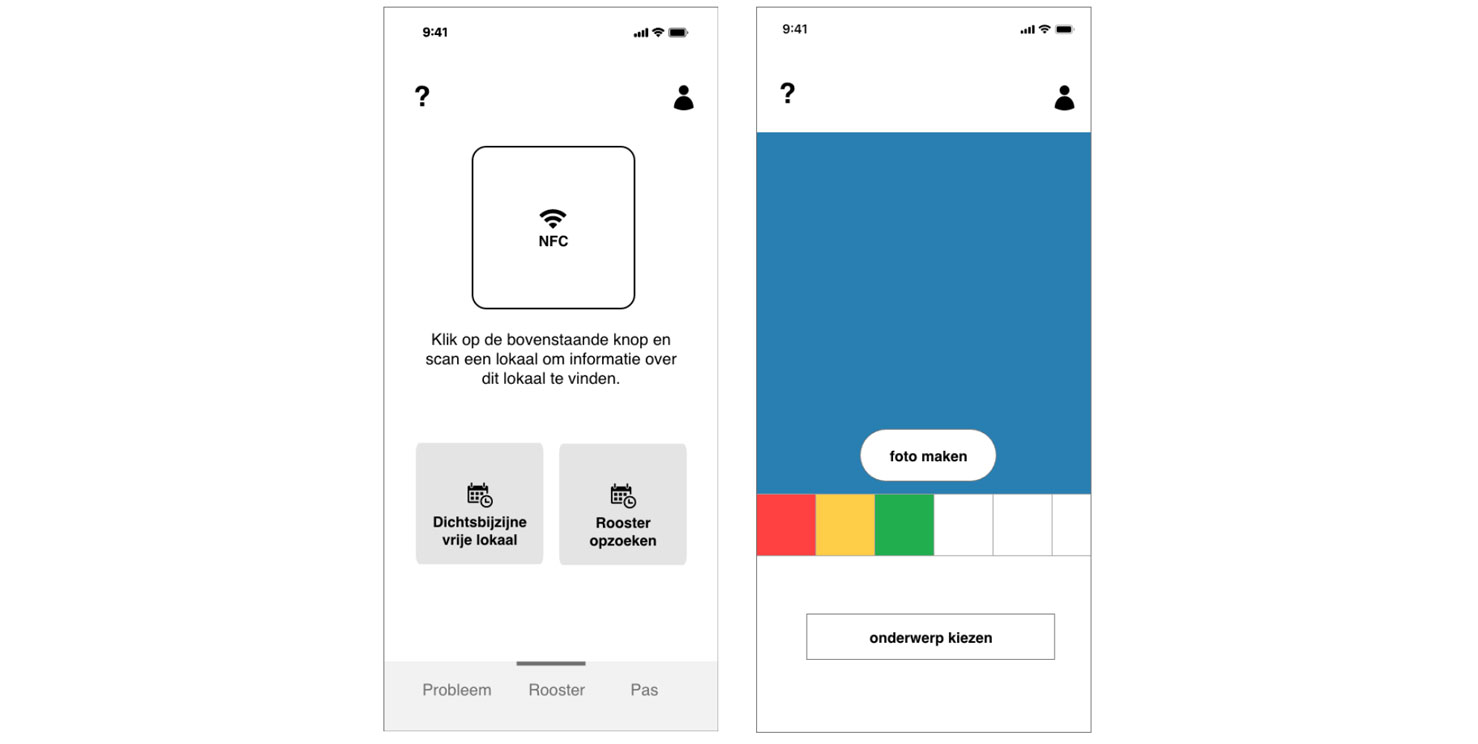 9:41
?
NFC
Klik op de bovenstaande knop en
scan een lokaal om informatie over
dit lokaal te vinden.
Dichtsbijzijne
vrije lokaal
Rooster
opzoeken
Probleem
Rooster
Pas
9:41
?
foto maken
onderwerp kiezen